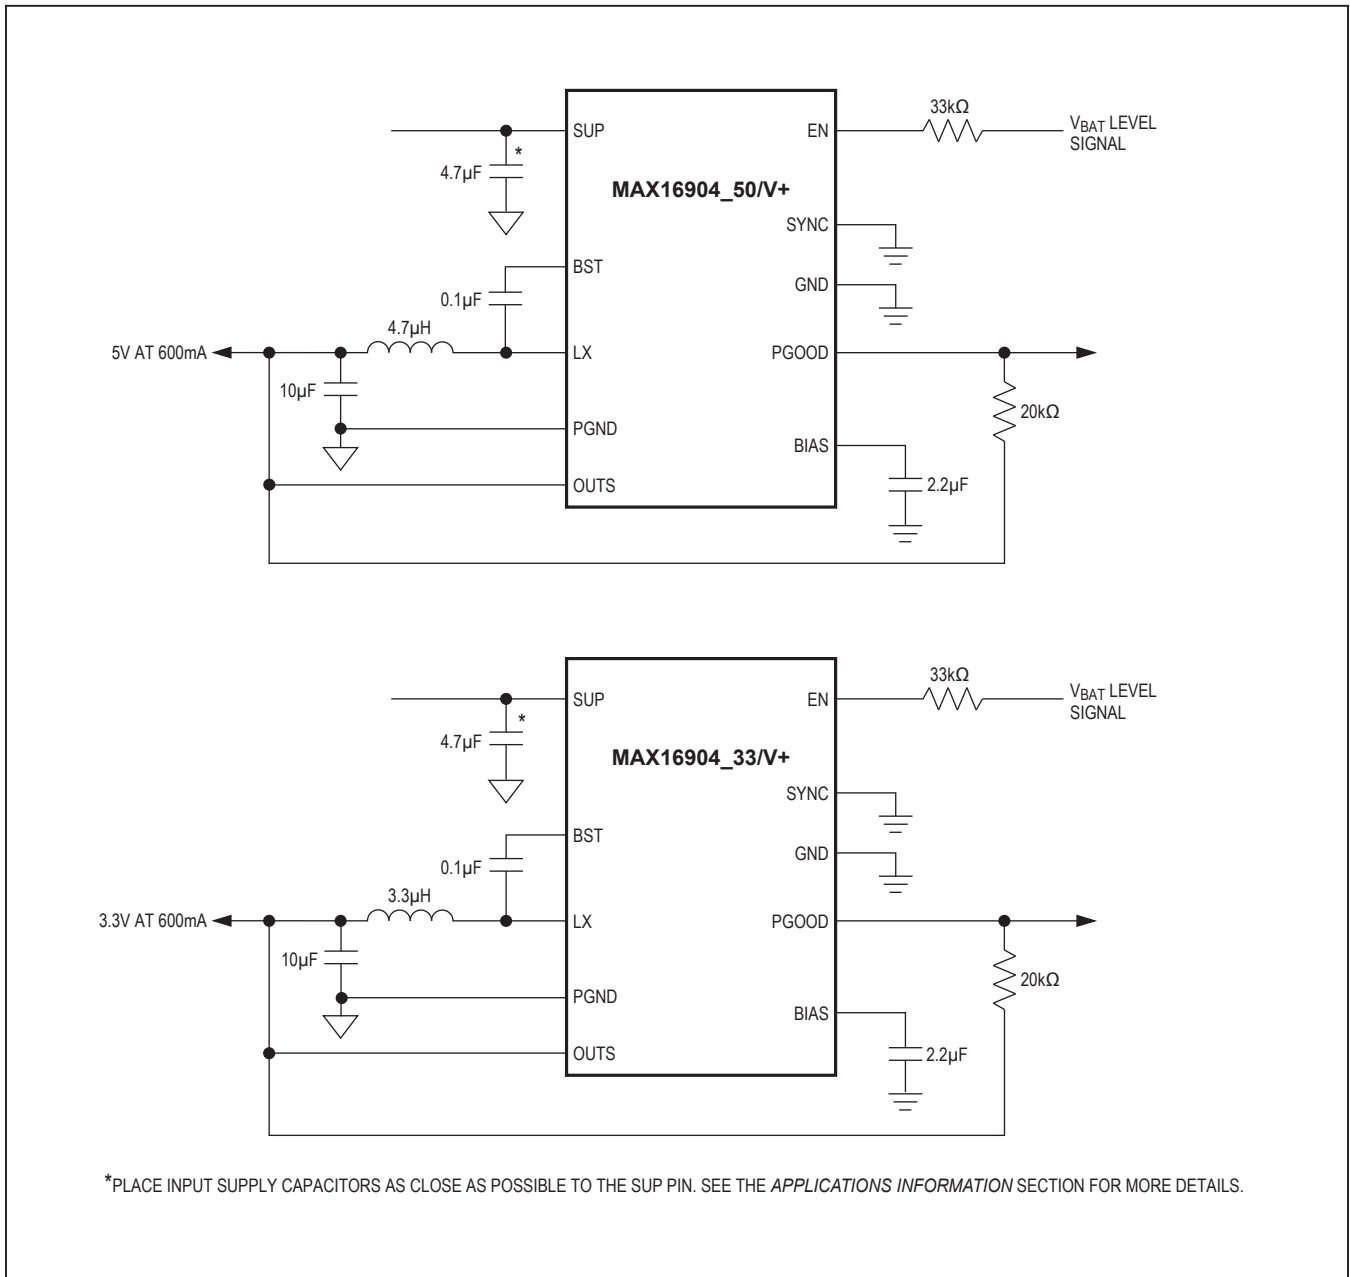 33kΩ
SUP
EN
VBAT LEVEL
SIGNAL
*
4.7µF
MAX16904_50/V+
SYNC
BST
GND
0.1µF
4.7µH
5V AT 600mA
LX
PGOOD
10µF
20kΩ
PGND
BIAS
OUTS
2.2µF
33kΩ
SUP
EN
VBAT LEVEL
SIGNAL
*
4.7µF
MAX16904_33/V+
SYNC
BST
GND
0.1µF
3.3µH
3.3V AT 600mA
LX
PGOOD
10µF
20kΩ
PGND
BIAS
OUTS
2.2µF
*PLACE INPUT SUPPLY CAPACITORS AS CLOSE AS POSSIBLE TO THE SUP PIN. SEE THE APPLICATIONS INFORMATION SECTION FOR MORE DETAILS.